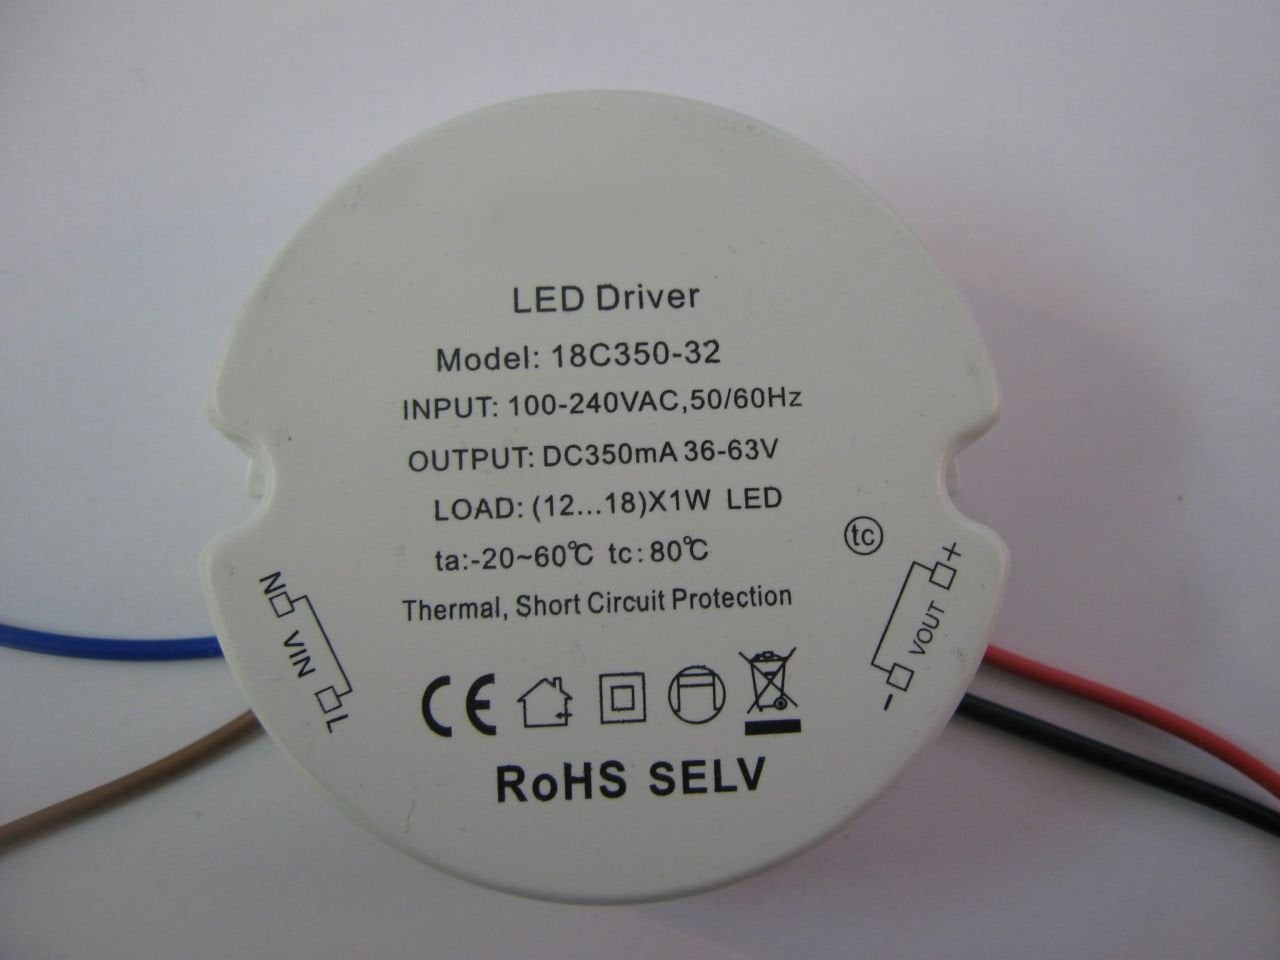 LED Driver
Model: 18C350-32
INPUT: 100-240VAC,50/60Hz
OUTPUT: DC350mA 36-63V
LOAD: (12...18)X1W LED
ta:-20~60℃ tc: 80℃
tc
Thermal, Short Circuit Protection
N
VIN
L
+
VOUT
-
CE
RoHS SELV